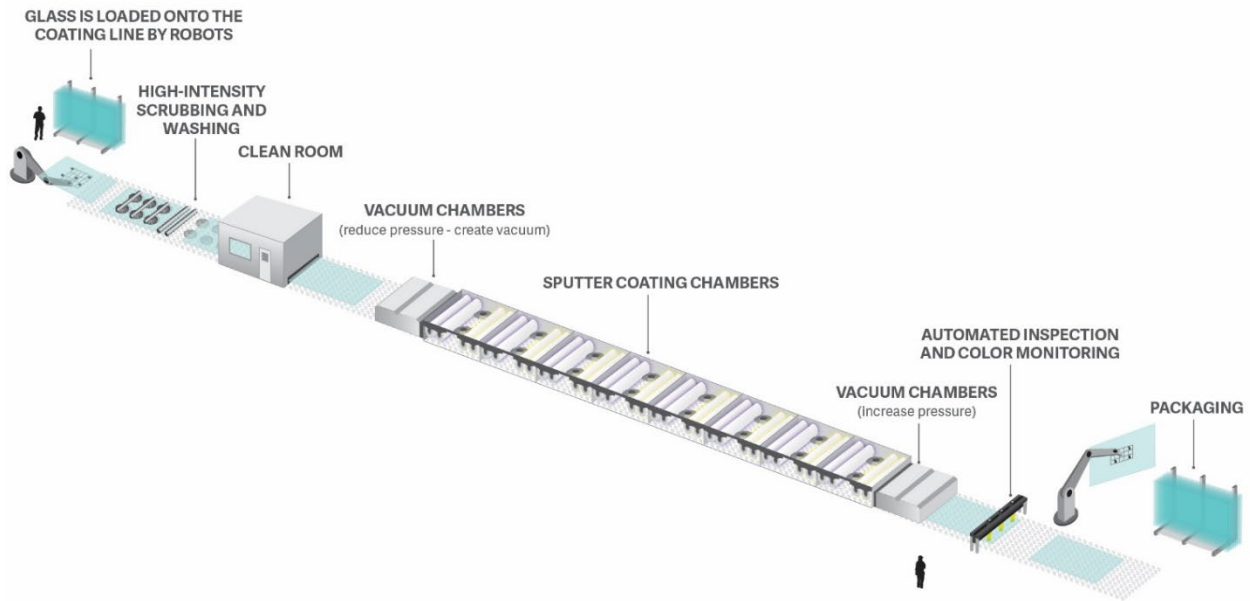 GLASS IS LOADED ONTO THE
COATING LINE BY ROBOTS
HIGH-INTENSITY
SCRUBBING AND
WASHING
CLEAN ROOM
VACUUM CHAMBERS
(reduce pressure - create vacuum)
SPUTTER COATING CHAMBERS
AUTOMATED INSPECTION
AND COLOR MONITORING
VACUUM CHAMBERS
(increase pressure)
PACKAGING